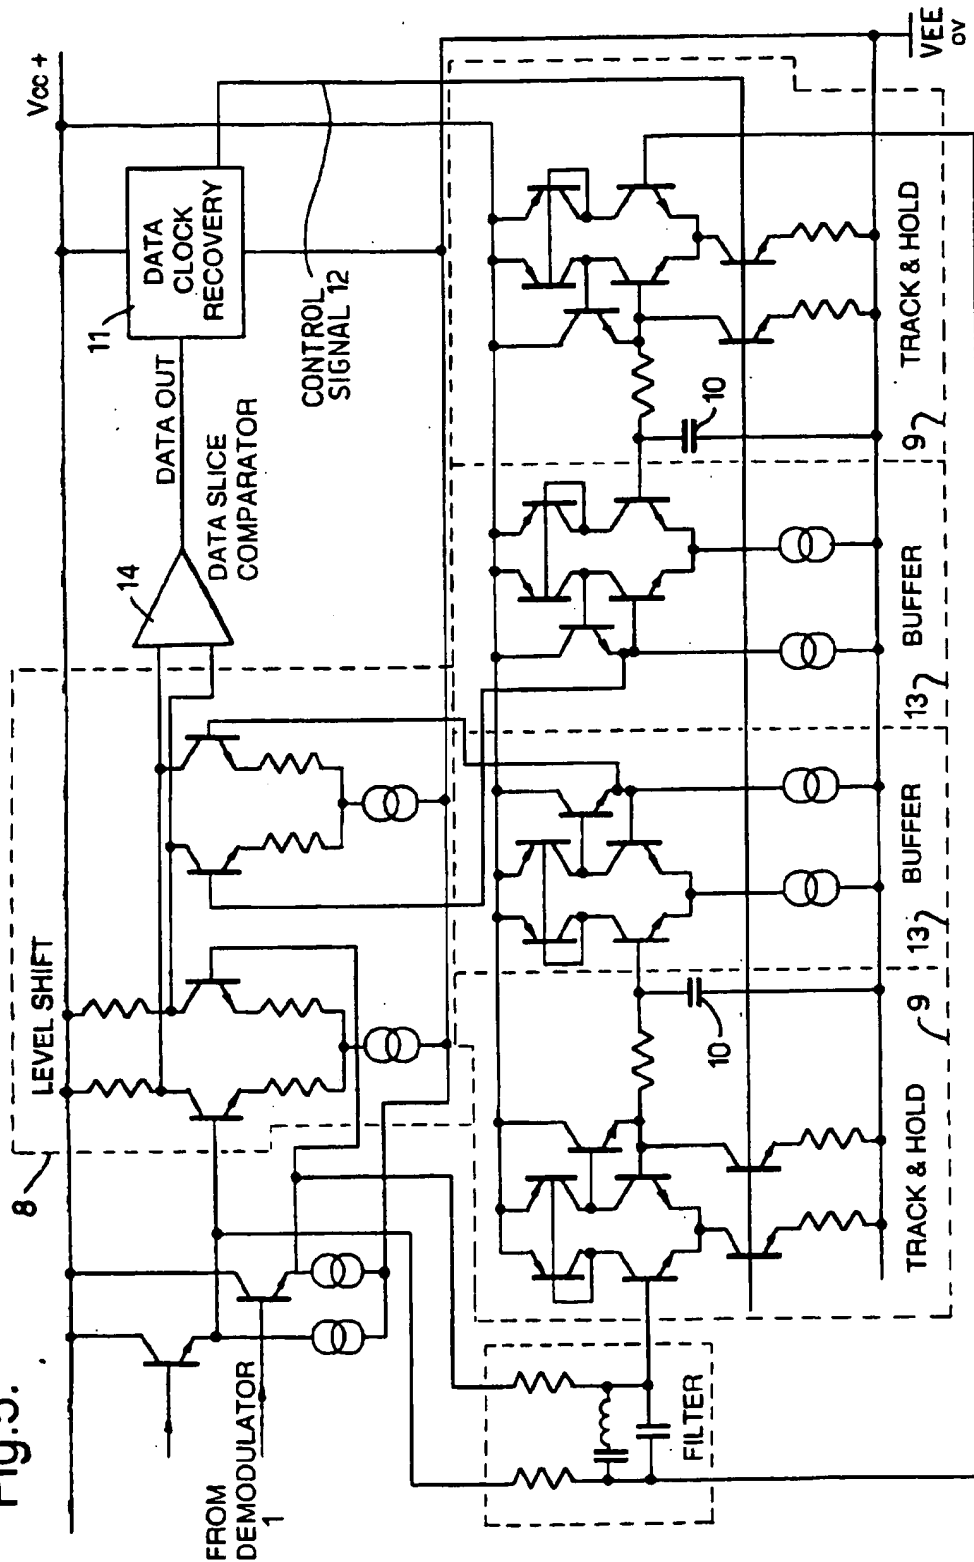 Fig.5.
8
LEVEL SHIFT
14
DATA OUT
DATA SLICE
COMPARATOR
11
DATA
CLOCK
RECOVERY
Vcc +
CONTROL
SIGNAL 12
FROM
DEMODULATOR
1
FILTER
TRACK & HOLD
9
10
BUFFER
13
BUFFER
13
10
TRACK & HOLD
9
VEE
OV